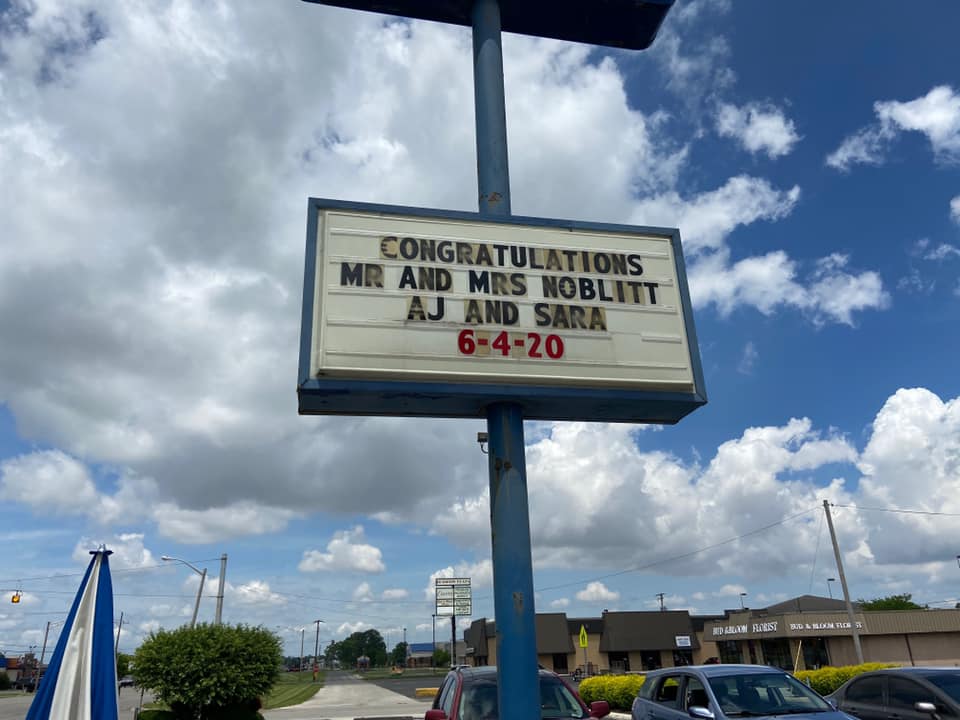 CONGRATULATIONS
MR AND MRS NOBLITT
AJ AND SARA
6-4-20
BUD & BLOOM FLORIST
BUD & BLOOM FLORIST